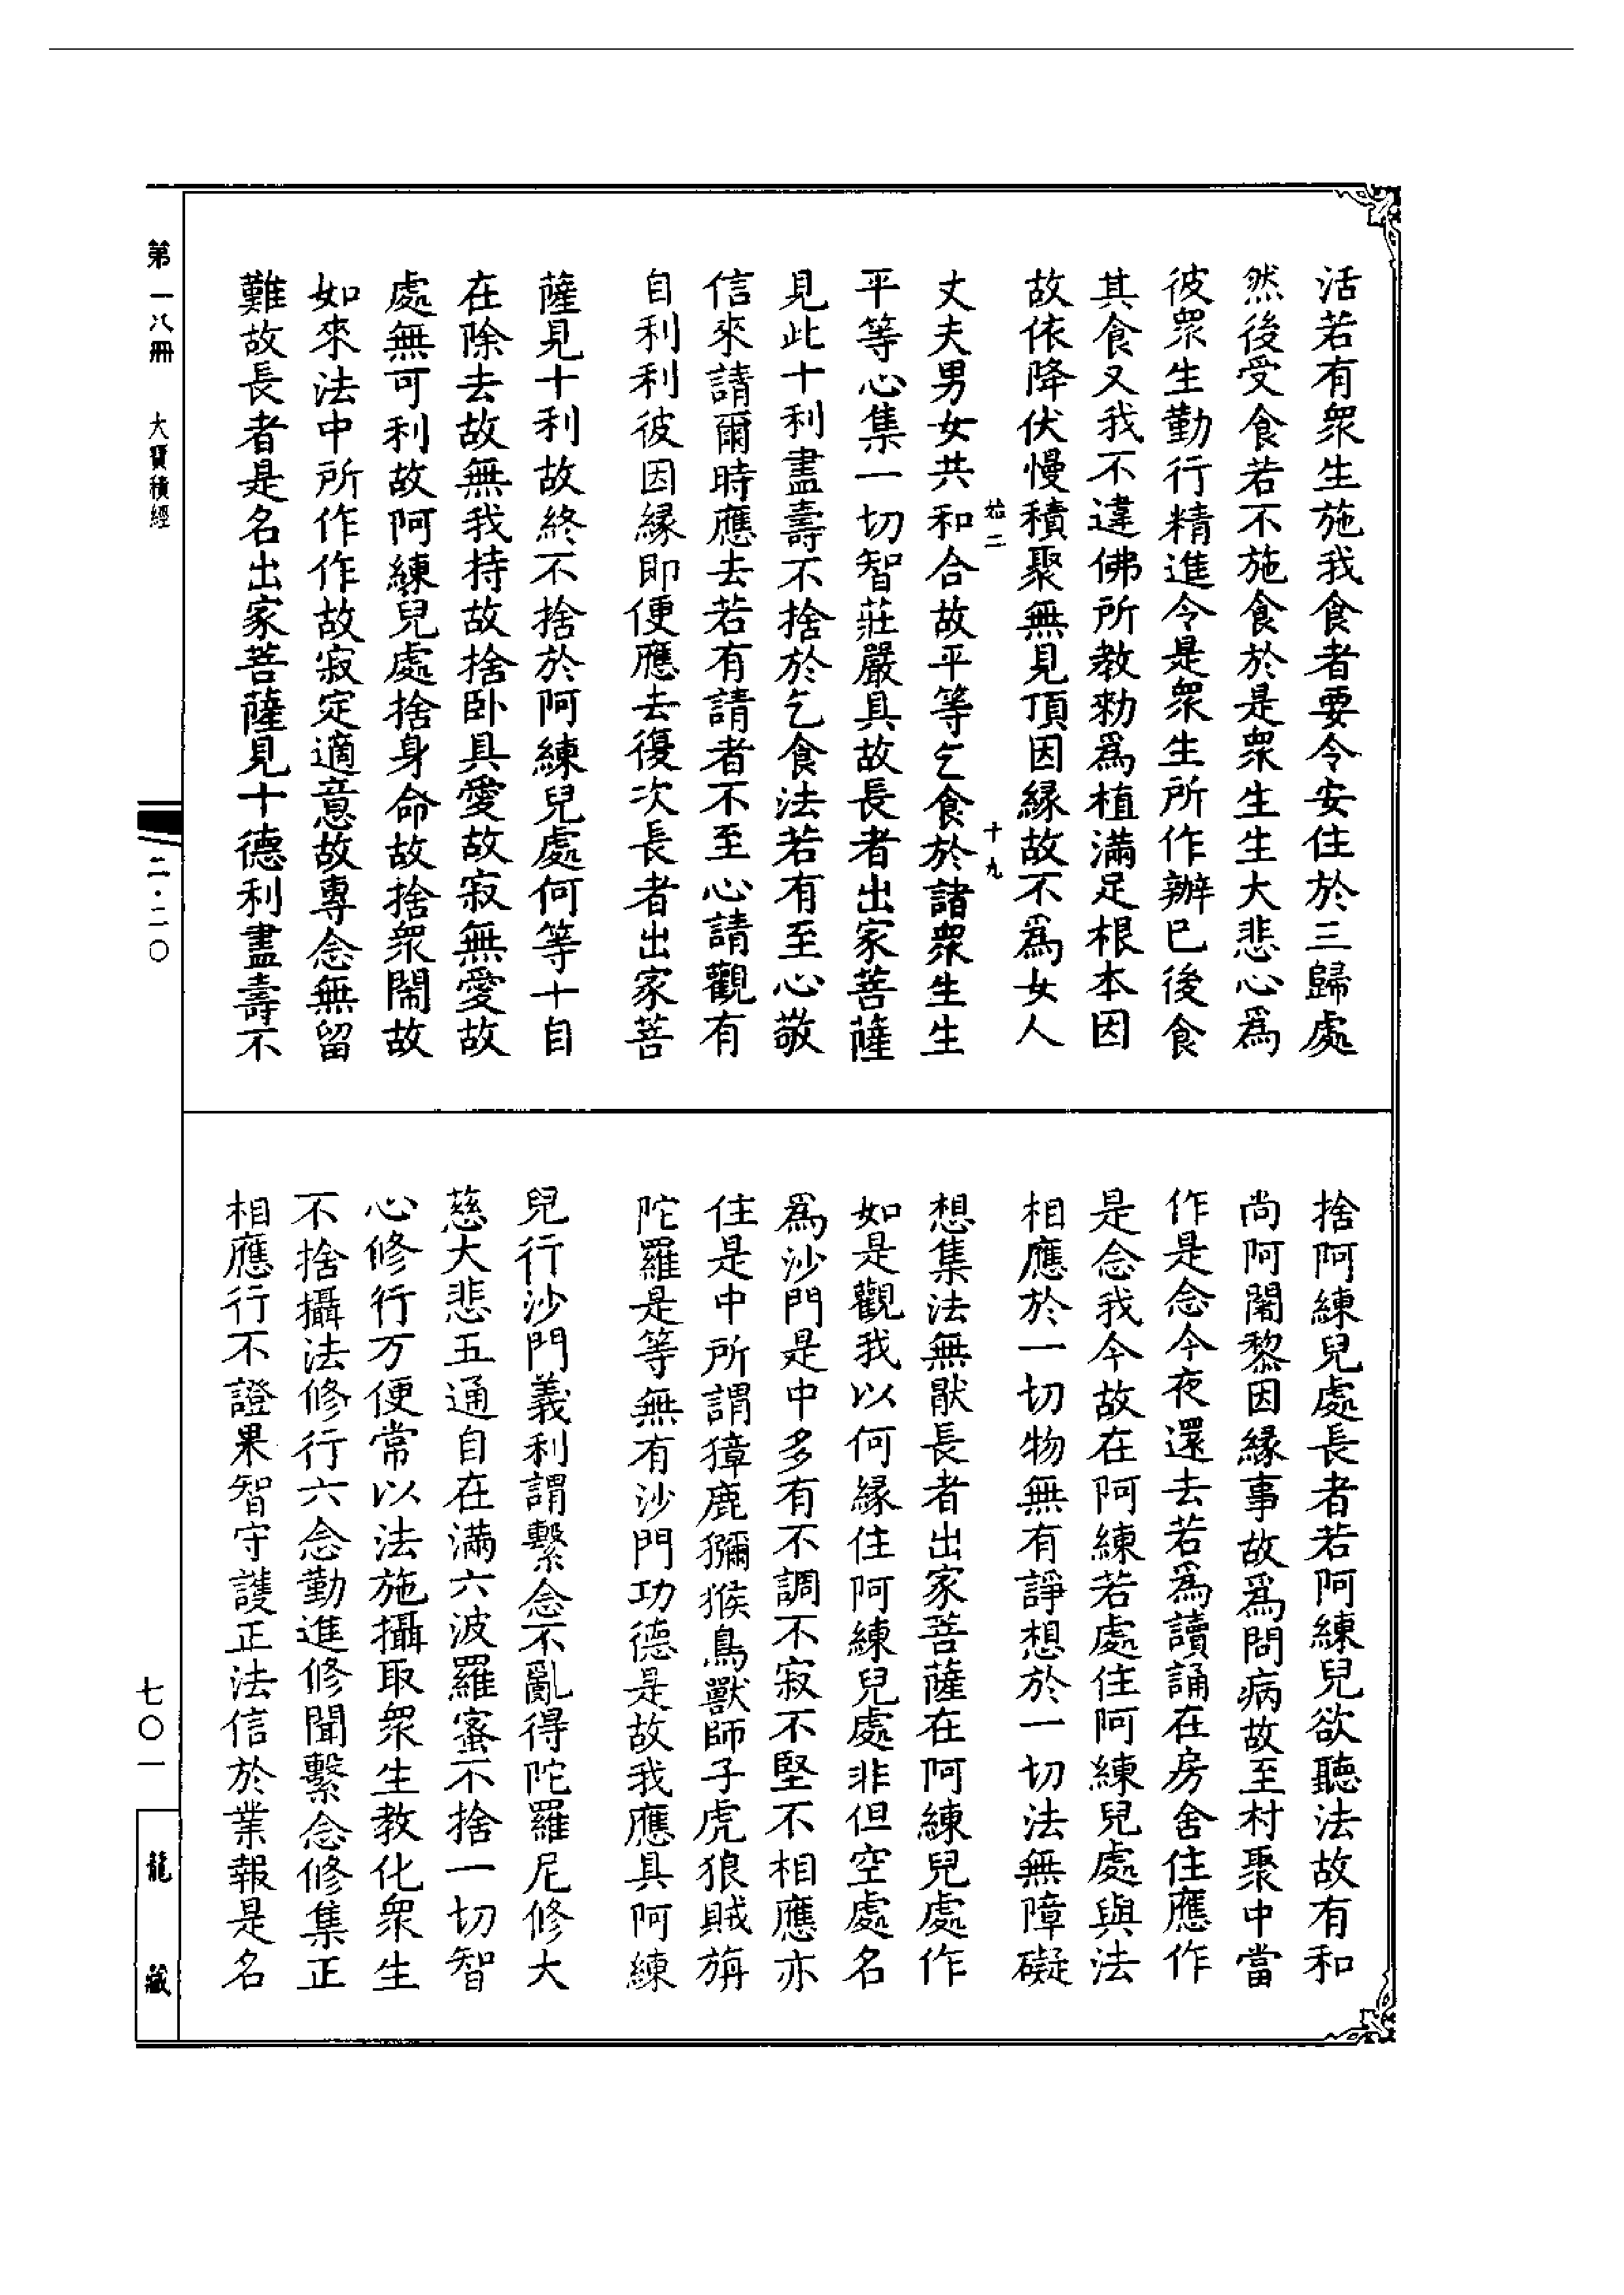 活若有衆生施我食者要令安住於三歸處
然後受食若不施食於是衆生生大悲心爲
彼衆生勤行精進令是衆生所作辦已後食
其食又我不違佛所教勑爲植滿足根本因
故依降伏慢積聚無見頂因緣故不爲女人
十九
丈夫男女共和合故平等乞食於諸衆生生
平等心集一切智莊嚴具故長者出家菩薩
見此十利盡壽不捨於乞食法若有至心敬
信來請爾時應去若有請者不至心請觀有
自利利彼因緣即便應去復次長者出家菩
薩見十利故終不捨於阿練兒處何等十自
在除去故無我持故捨卧具愛故寂無愛故
處無可利故阿練兒處捨身命故捨衆閙故
如來法中所作作故寂定適意故專念無留
難故長者是名出家菩薩見十德利盡壽不
捨阿練兒處長者若阿練兒欲聽法故有和
尚阿闍黎因緣事故爲問病故至村聚中當
作是念今夜還去若爲讀誦在房舍住應作
是念我今故在阿練若處住阿練兒處與法
相應於一切物無有諍想於一切法無障礙
想集法無厭長者出家菩薩在阿練兒處作
如是觀我以何緣住阿練兒處非但空處名
爲沙門是中多有不調不寂不堅不相應亦
住是中所謂獐鹿獼猴鳥獸師子虎狼賊旃
陀羅是等無有沙門功德是故我應具阿練
兒行沙門義利謂繫念不亂得陀羅尼修大
慈大悲五通自在滿六波羅蜜不捨一切智
心修行方便常以法施攝取衆生教化衆生
不捨攝法修行六念勤進修聞繫念修集正
相應行不證果智守護正法信於業報是名
第一八冊
大寶積經
二·二〇
七〇一
龍藏